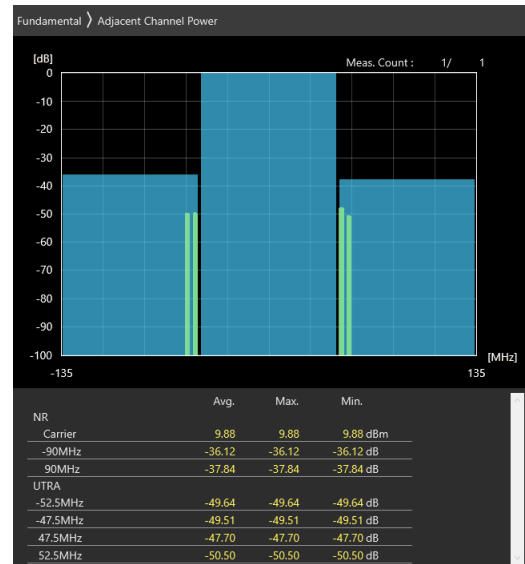 Fundamental 〉 Adjacent Channel Power
[dB]
Meas. Count : 1/ 1
0
-10
-20
-30
-40
-50
-60
-70
-80
-90
-100
[MHz]
-135 135
Avg. Max. Min.
NR
Carrier 9.88 9.88 9.88 dBm
-90MHz -36.12 -36.12 -36.12 dB
90MHz -37.84 -37.84 -37.84 dB
UTRA
-52.5MHz -49.64 -49.64 -49.64 dB
-47.5MHz -49.51 -49.51 -49.51 dB
47.5MHz -47.70 -47.70 -47.70 dB
52.5MHz -50.50 -50.50 -50.50 dB